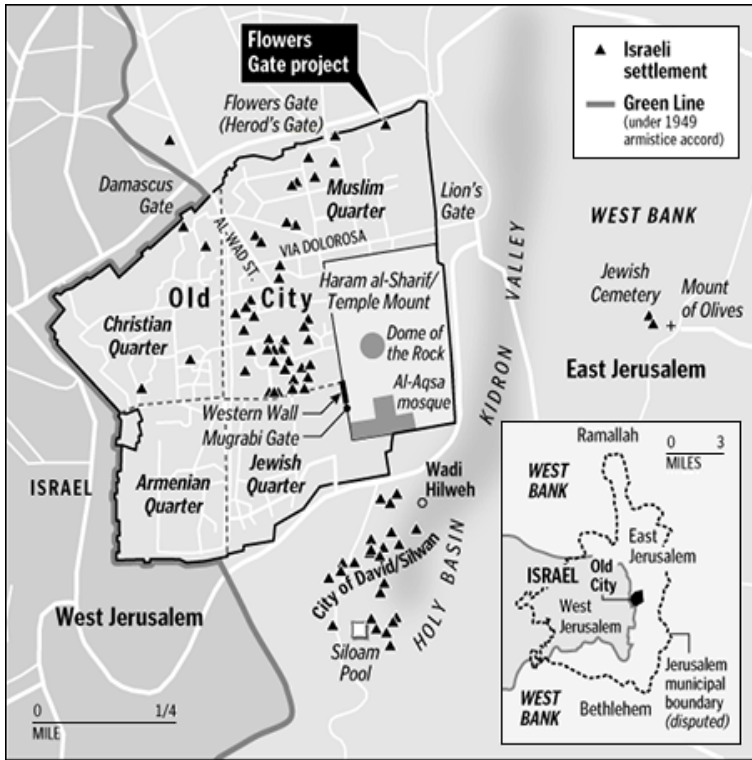 Flowers
Gate project
Israeli
settlement
Green Line
(under 1949
armistice accord)
Flowers Gate
(Herod's Gate)
Damascus
Gate
Muslim
Quarter
Lion's
Gate
WEST BANK
AL-WAD ST.
VIA DOLOROSA
KIDRON VALLEY
Jewish
Cemetery
Mount
of Olives
Haram al-Sharif/
Temple Mount
Old City
Christian
Quarter
Dome of
the Rock
East Jerusalem
Al-Aqsa
mosque
Western Wall
Mugrabi Gate
ISRAEL
Armenian
Quarter
Jewish
Quarter
Wadi
Hilweh
City of David/Silwan
HOLY BASIN
West Jerusalem
Siloam
Pool
0 1/4
MILE
Ramallah
0 3
MILES
WEST
BANK
East
Jerusalem
ISRAEL
Old
City
West
Jerusalem
Jerusalem
municipal
boundary
(disputed)
WEST
BANK
Bethlehem